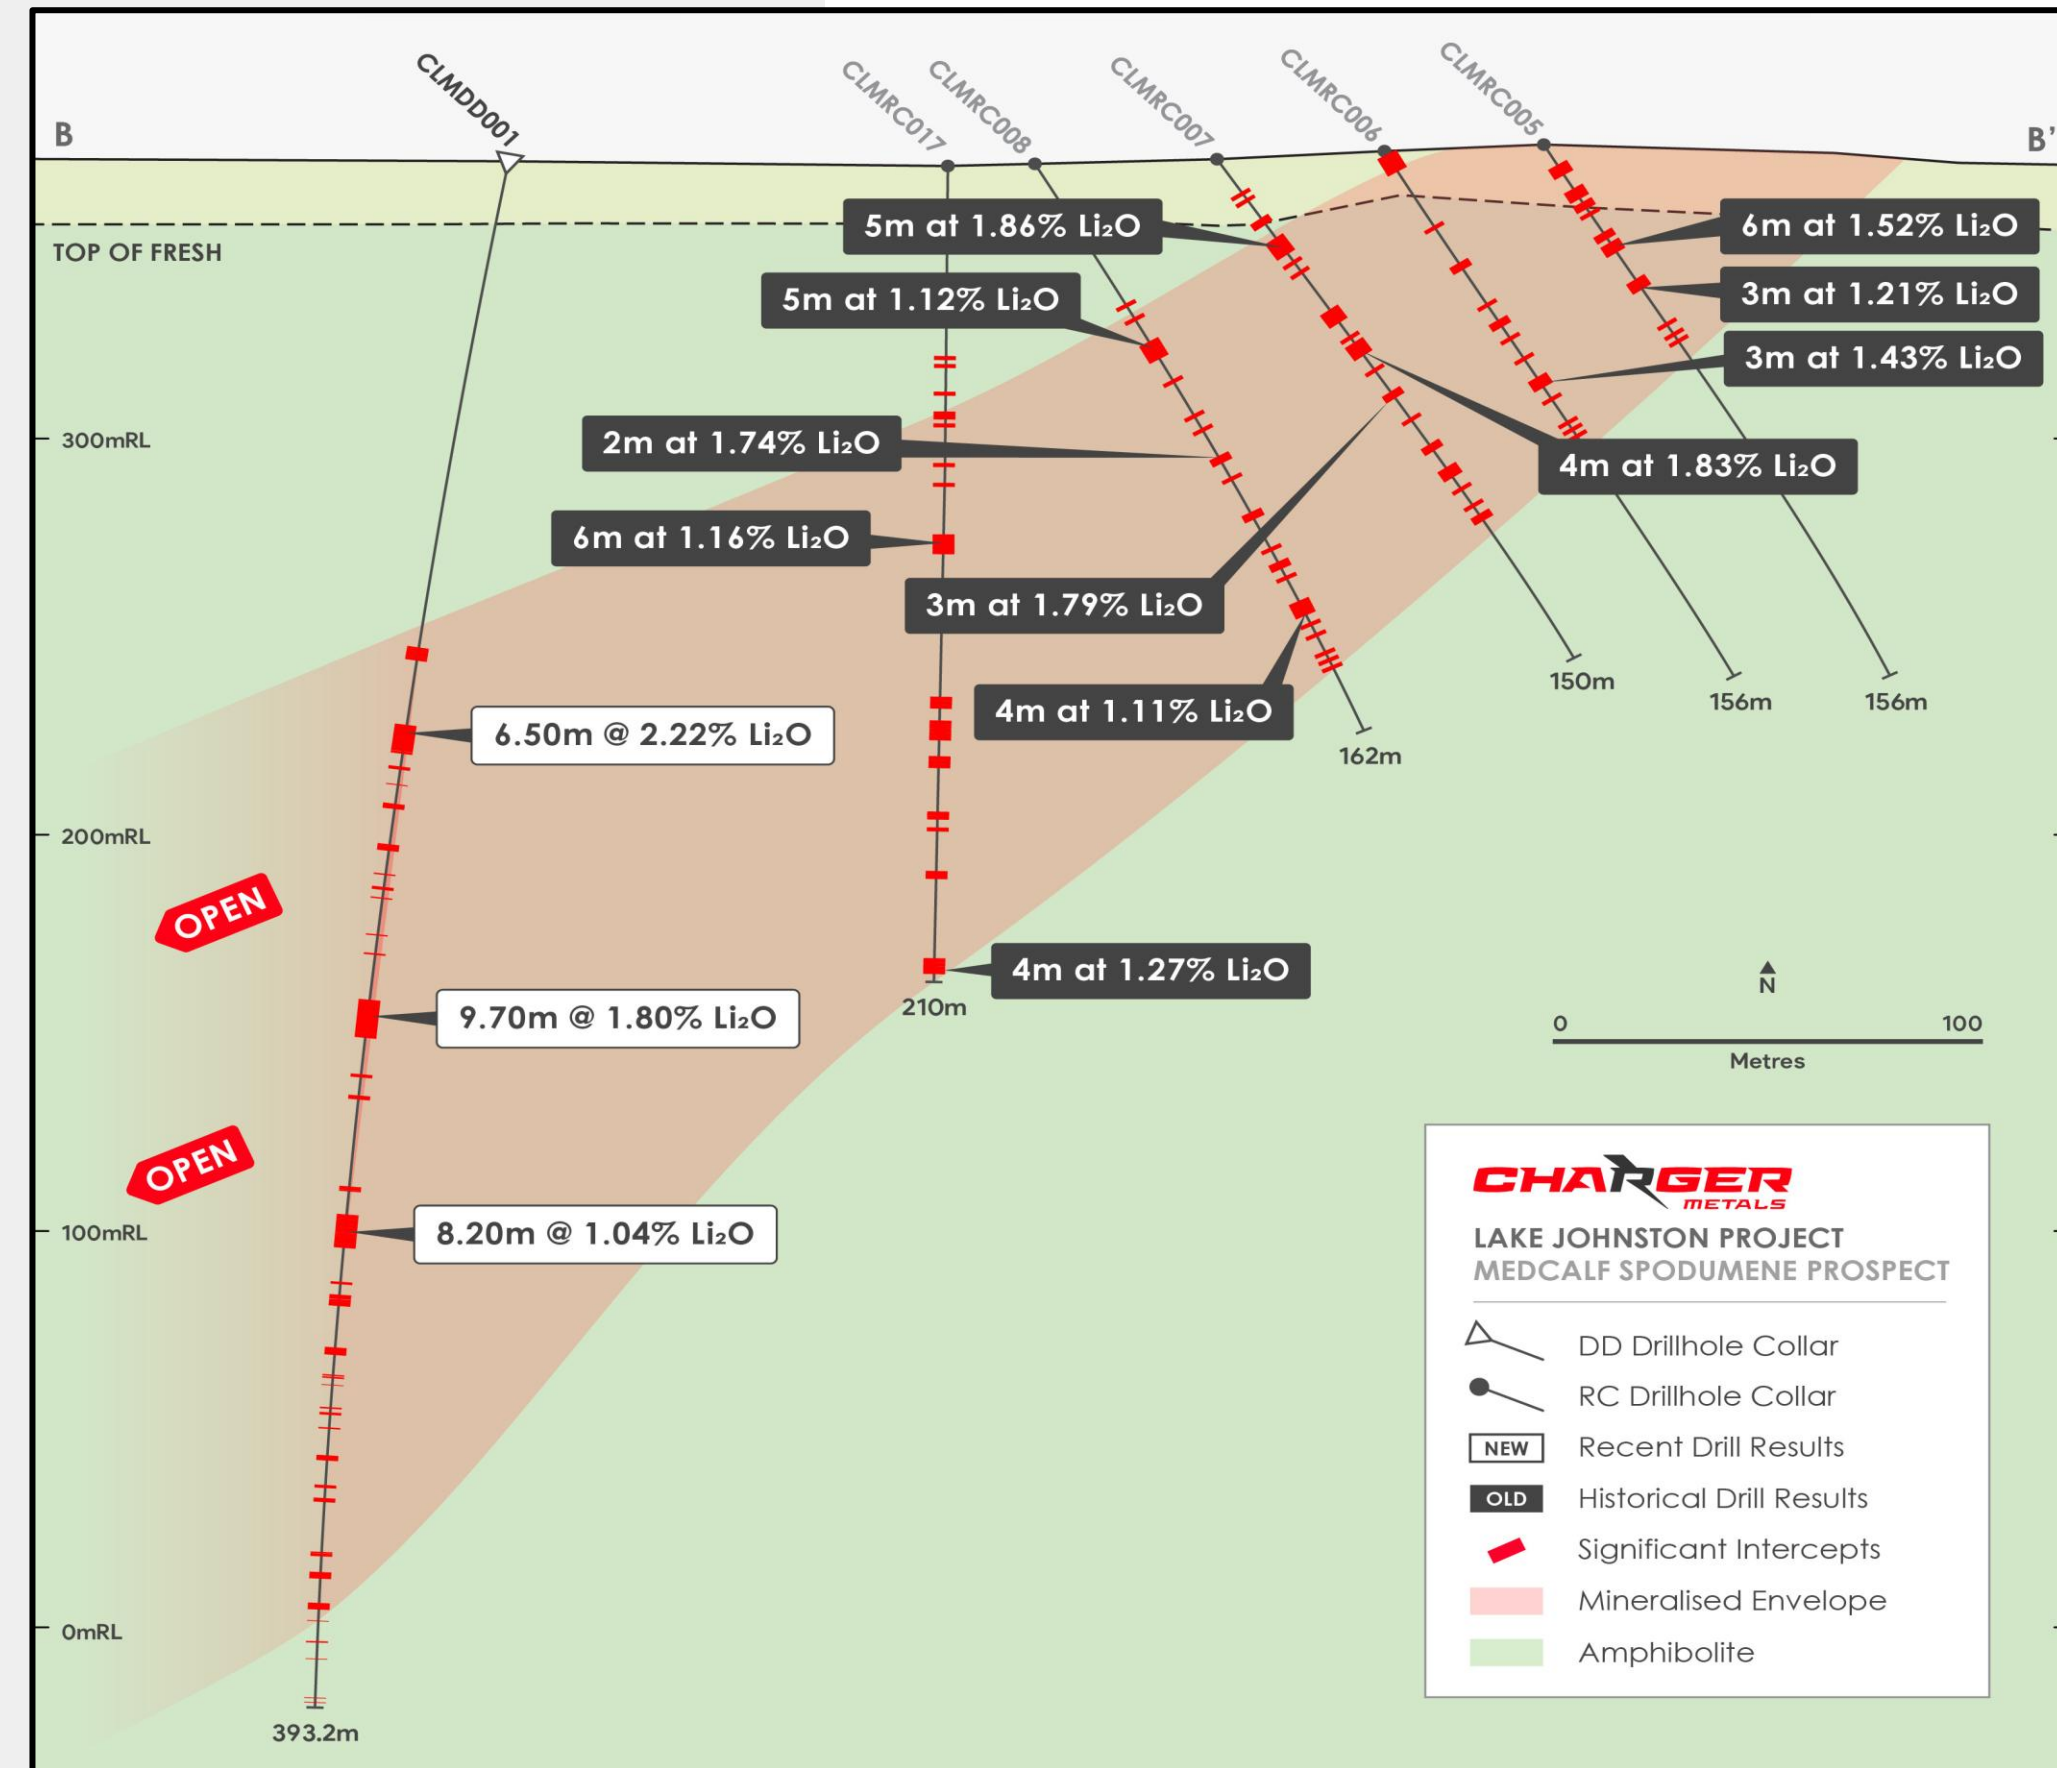 CLMDD001
CLMRC017
CLMRC008
CLMRC007
CLMRC006
CLMRC005
B
B'
TOP OF FRESH
5m at 1.86% Li₂O
6m at 1.52% Li₂O
5m at 1.12% Li₂O
3m at 1.21% Li₂O
3m at 1.43% Li₂O
300mRL
2m at 1.74% Li₂O
4m at 1.83% Li₂O
6m at 1.16% Li₂O
3m at 1.79% Li₂O
150m
156m
156m
4m at 1.11% Li₂O
162m
6.50m @ 2.22% Li₂O
200mRL
OPEN
4m at 1.27% Li₂O
210m
9.70m @ 1.80% Li₂O
N
0
100
Metres
OPEN
100mRL
8.20m @ 1.04% Li₂O
0mRL
393.2m
CHARGER
METALS
LAKE JOHNSTON PROJECT
MEDCALF SPODUMENE PROSPECT
DD Drillhole Collar
RC Drillhole Collar
NEW Recent Drill Results
OLD Historical Drill Results
Significant Intercepts
Mineralised Envelope
Amphibolite